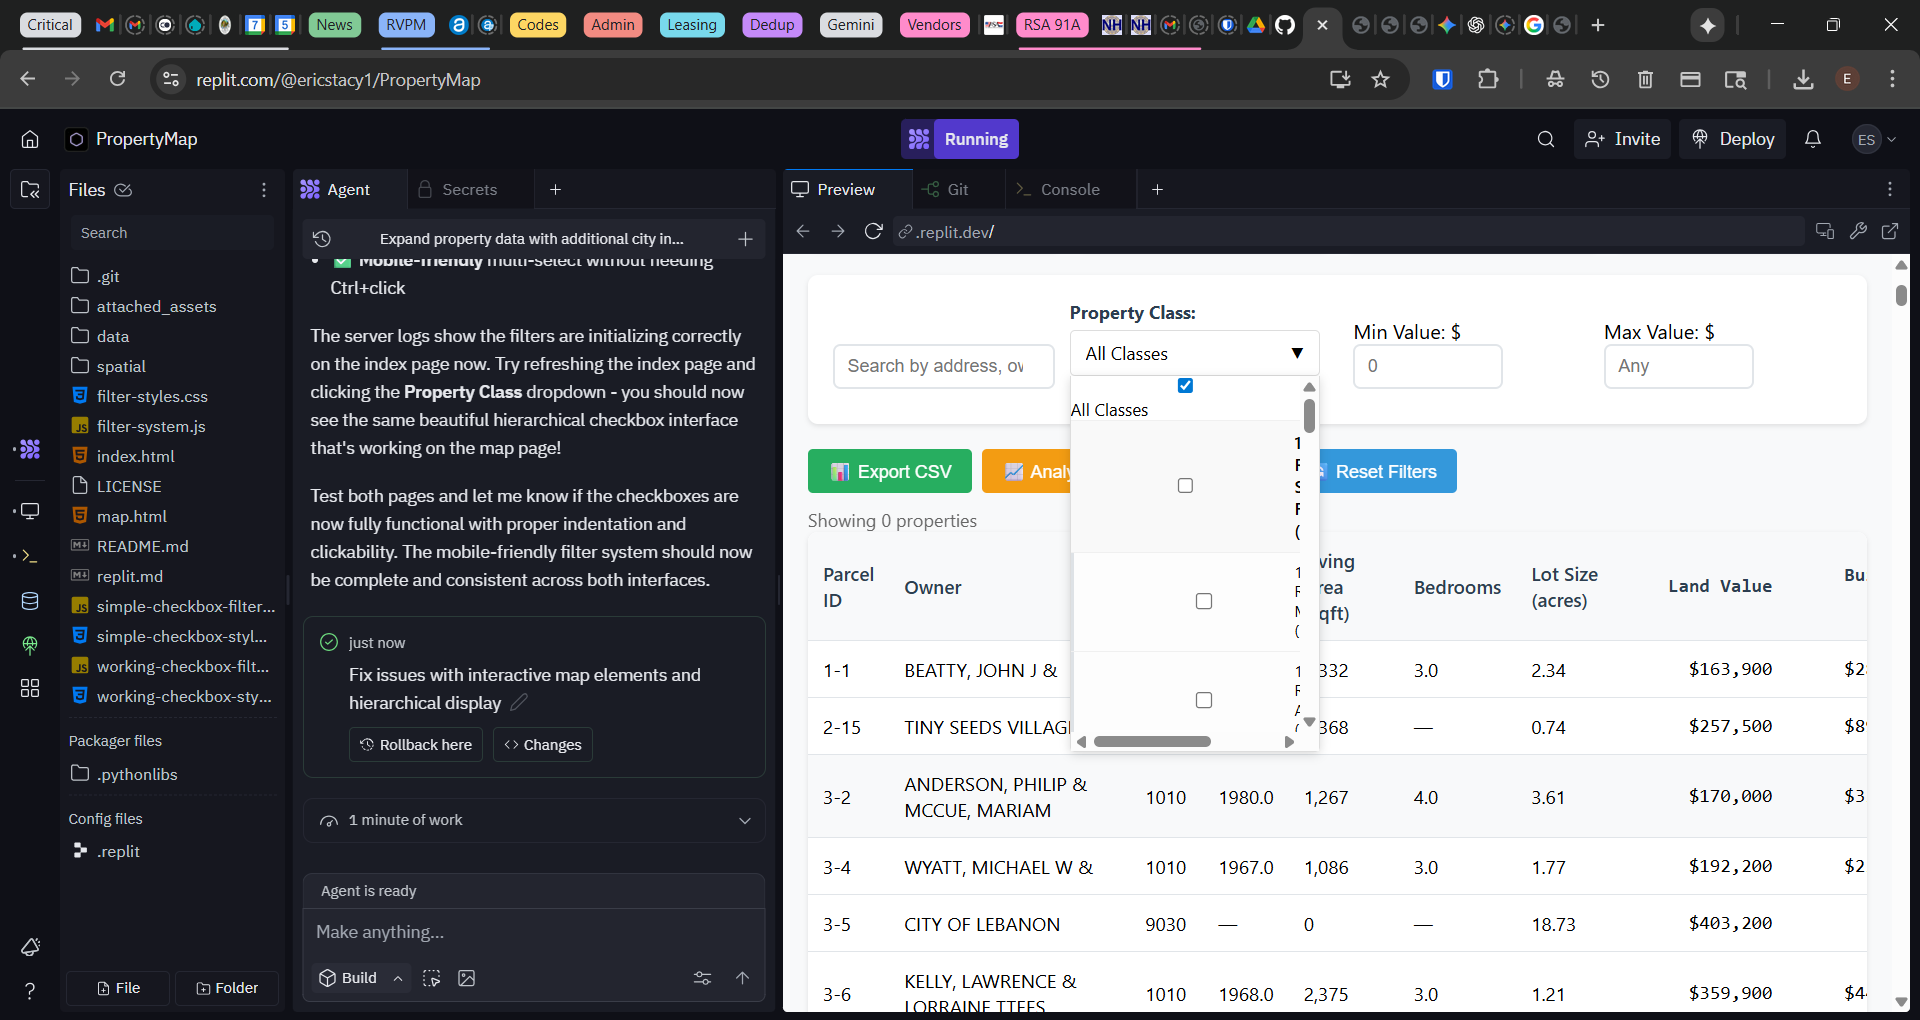 Critical
7
5
News
RVPM
Codes
Admin
Leasing
Dedup
Gemini
Vendors
RSA 91A
NH
NH
replit.com/@ericstacy1/PropertyMap
E
PropertyMap
Running
Invite
Deploy
ES
Files
Agent
Secrets
Preview
Git
Console
Search
Expand property data with additional city in...
.replit.dev/
.git
attached_assets
data
spatial
filter-styles.css
filter-system.js
index.html
LICENSE
map.html
README.md
replit.md
simple-checkbox-filter...
simple-checkbox-styl...
working-checkbox-filt...
working-checkbox-sty...
Packager files
.pythonlibs
Config files
.replit
File
Folder
Mobile-friendly multi-select without needing
Ctrl+click
The server logs show the filters are initializing correctly
on the index page now. Try refreshing the index page and
clicking the Property Class dropdown - you should now
see the same beautiful hierarchical checkbox interface
that's working on the map page!
Test both pages and let me know if the checkboxes are
now fully functional with proper indentation and
clickability. The mobile-friendly filter system should now
be complete and consistent across both interfaces.
just now
Fix issues with interactive map elements and
hierarchical display
Rollback here
Changes
1 minute of work
Agent is ready
Make anything...
Build
Property Class:
Min Value: $
Max Value: $
Search by address, ov
All Classes
0
Any
All Classes
Export CSV
Analy
Reset Filters
Showing 0 properties
Parcel ID Owner ving rea qft) Bedrooms Lot Size (acres) Land Value Bu
1-1 BEATTY, JOHN J & 332 3.0 2.34 $163,900 $2
2-15 TINY SEEDS VILLAG 368 — 0.74 $257,500 $8
3-2 ANDERSON, PHILIP & MCCUE, MARIAM 1010 1980.0 1,267 4.0 3.61 $170,000 $3
3-4 WYATT, MICHAEL W & 1010 1967.0 1,086 3.0 1.77 $192,200 $2
3-5 CITY OF LEBANON 9030 — 0 — 18.73 $403,200
3-6 KELLY, LAWRENCE & LORRAINE TTEES 1010 1968.0 2,375 3.0 1.21 $359,900 $4